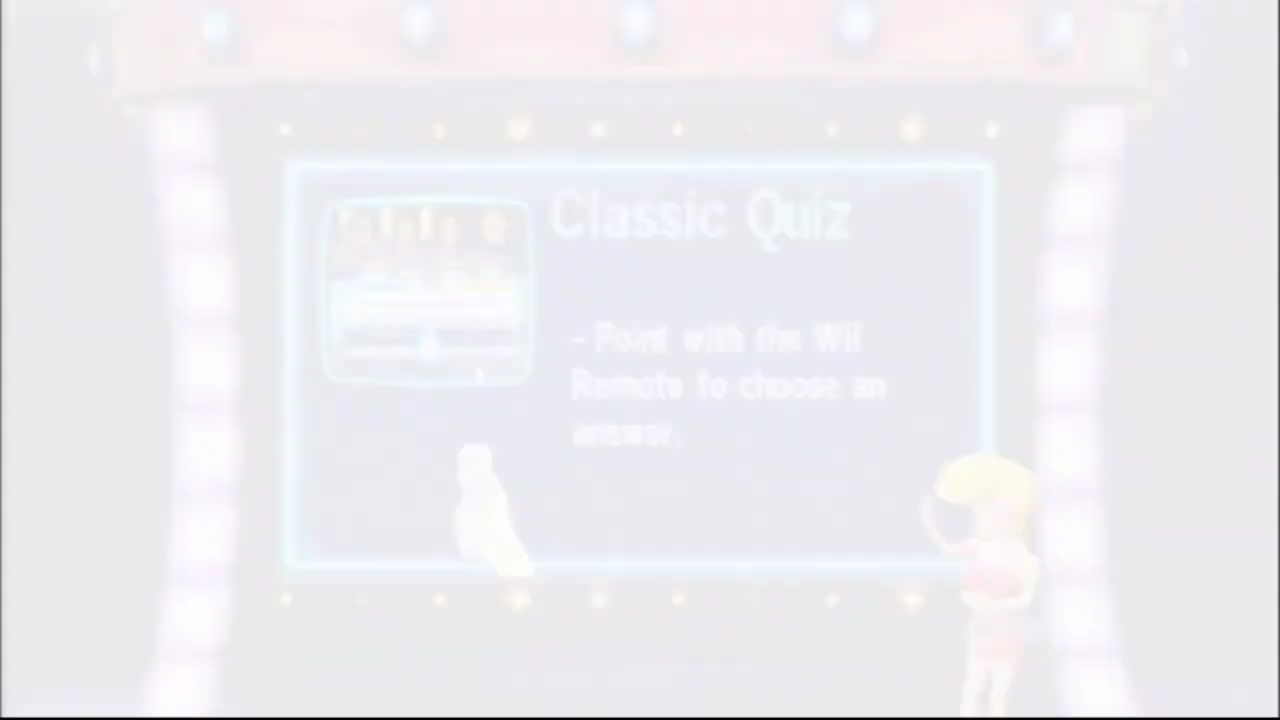 Classic Quiz
- Point with the Wii
Remote to choose an
answer.